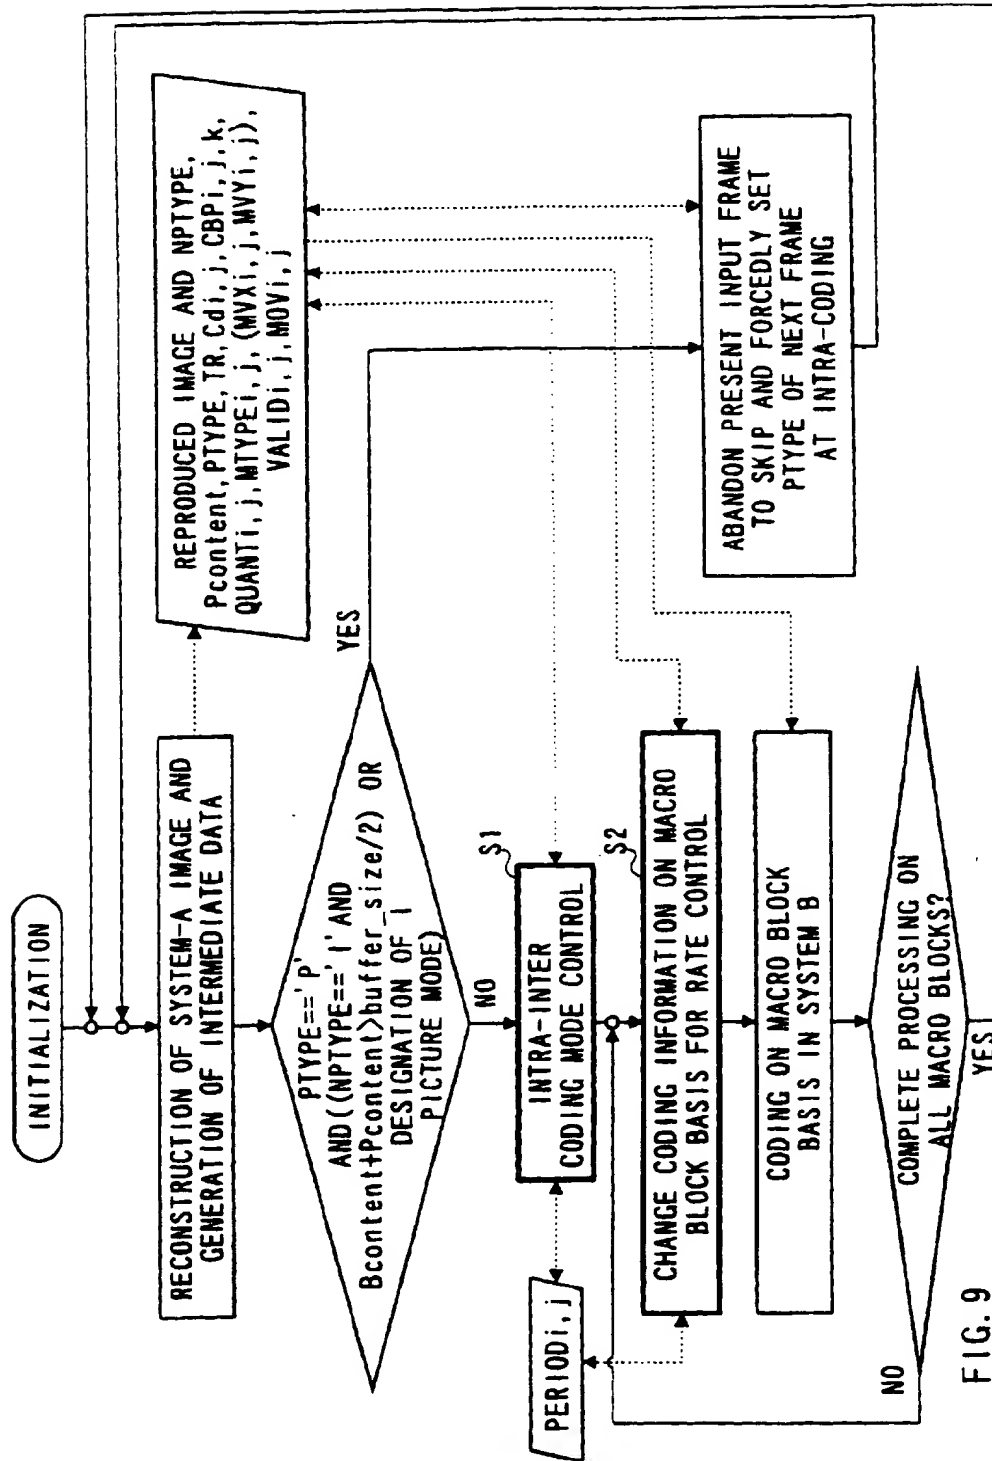 INITIALIZATION
RECONSTRUCTION OF SYSTEM-A IMAGE AND
GENERATION OF INTERMEDIATE DATA
REPRODUCED IMAGE AND NPTYPE,
Pcontent, PTYPE, TR, Cdi, j, CBPi, j, k,
QUANTi, j, MTYPEi, j, (MVXi, j, MVYi, j),
VALIDi, j, MOVi, j
PTYPE=='P'
AND((NPTYPE=='I' AND
Bcontent+Pcontent>buffer_size/2) OR
DESIGNATION OF I
PICTURE MODE)
YES
NO
S1
INTRA-INTER
CODING MODE CONTROL
PERIODi, j
S2
CHANGE CODING INFORMATION ON MACRO
BLOCK BASIS FOR RATE CONTROL
ABANDON PRESENT INPUT FRAME
TO SKIP AND FORCEDLY SET
PTYPE OF NEXT FRAME
AT INTRA-CODING
CODING ON MACRO BLOCK
BASIS IN SYSTEM B
COMPLETE PROCESSING ON
ALL MACRO BLOCKS?
NO
YES
FIG. 9